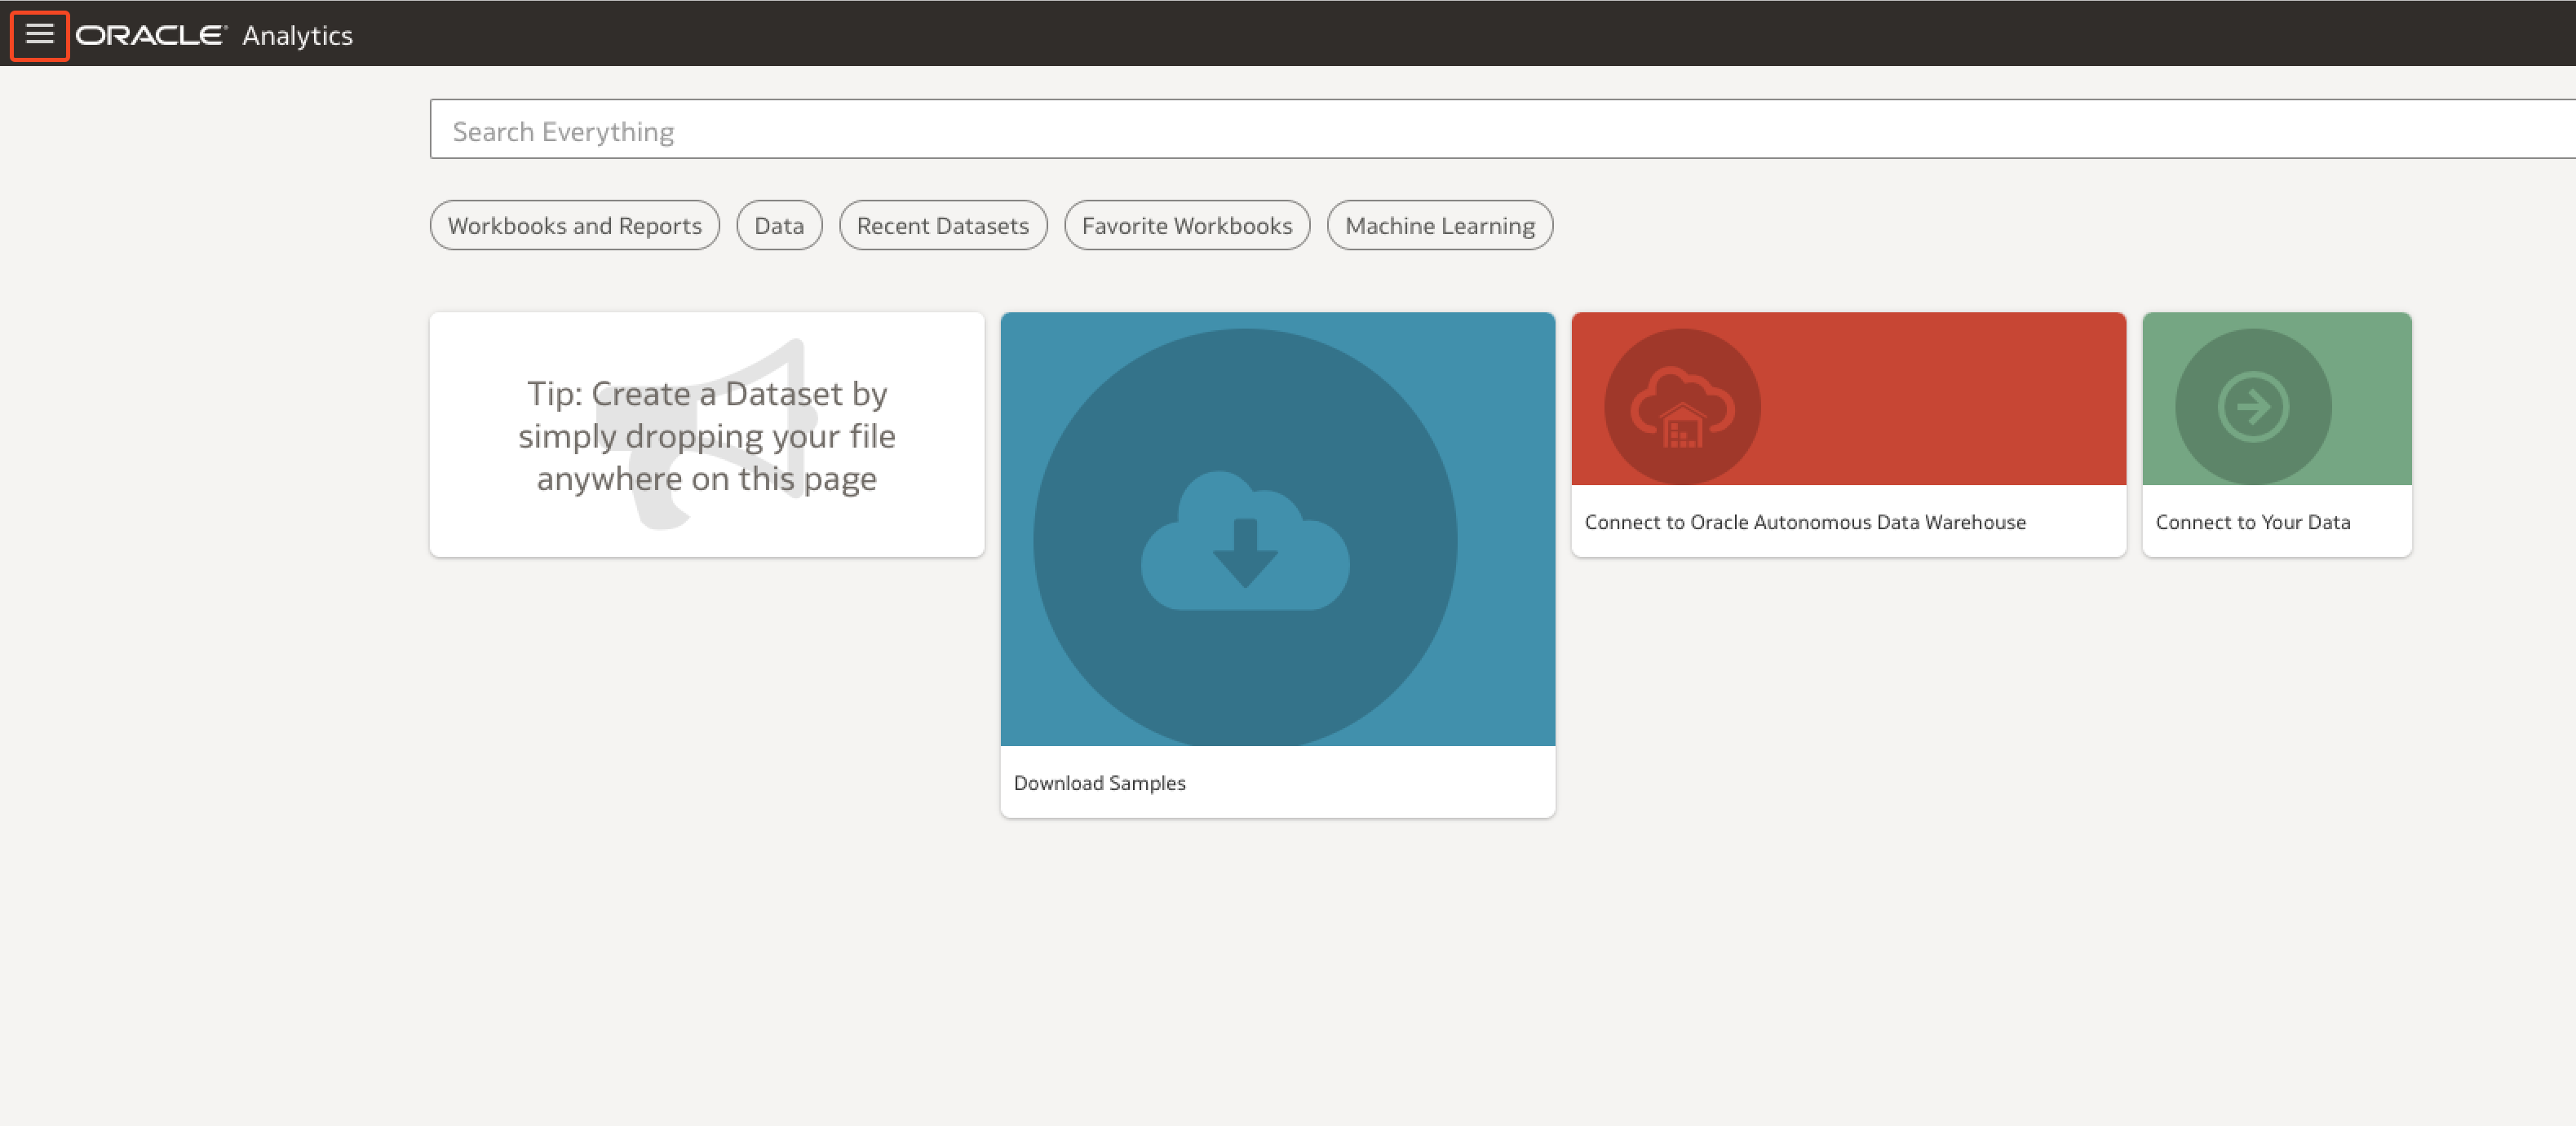 ORACLE Analytics
Search Everything
Workbooks and Reports
Data
Recent Datasets
Favorite Workbooks
Machine Learning
Tip: Create a Dataset by
simply dropping your file
anywhere on this page
Download Samples
Connect to Oracle Autonomous Data Warehouse
Connect to Your Data